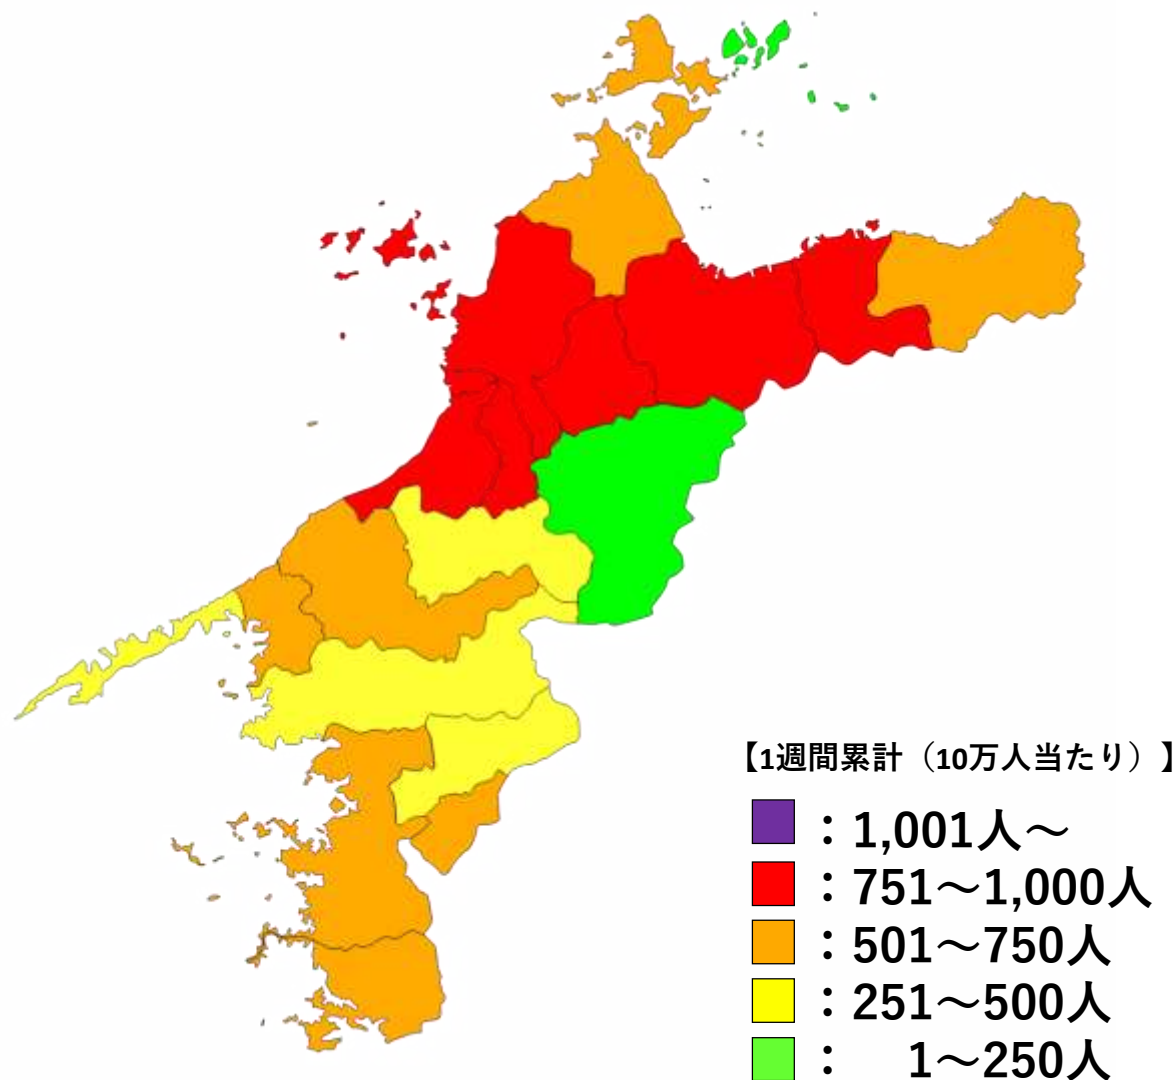 【1週間累計（10万人当たり）】
：1,001人～
：751～1,000人
：501～750人
：251～500人
：　1～250人